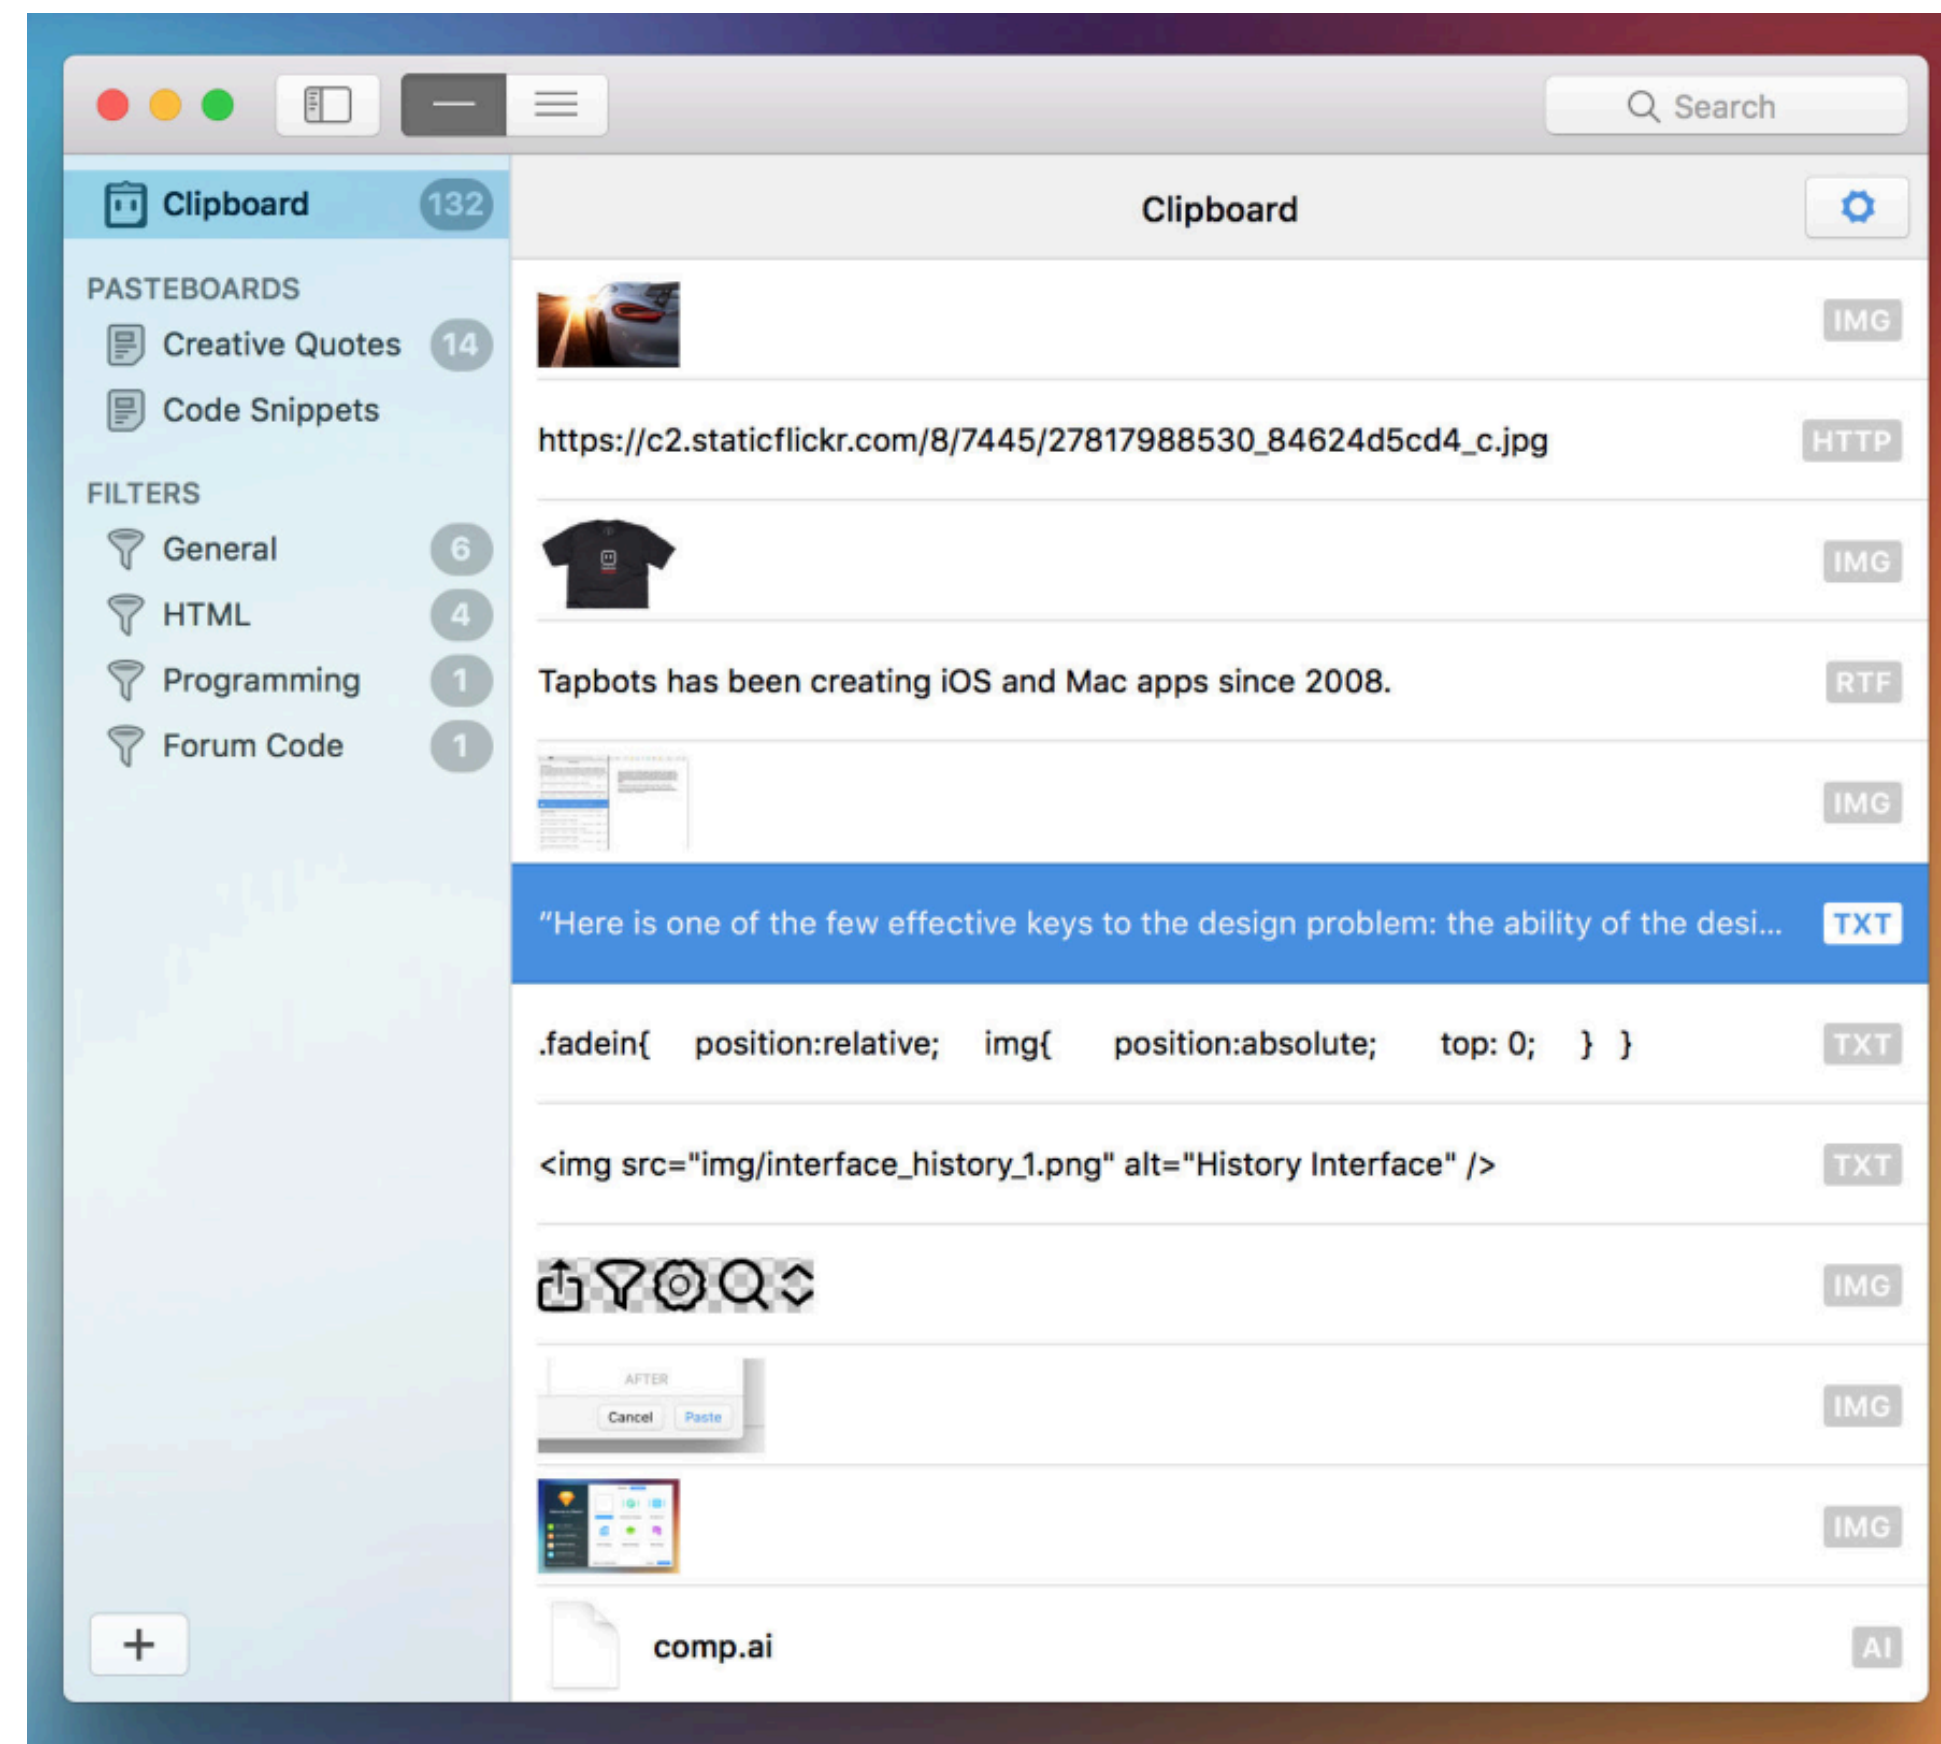 Search
Clipboard 132
PASTEBOARDS
Creative Quotes 14
Code Snippets
FILTERS
General 6
HTML 4
Programming 1
Forum Code 1
+
Clipboard
IMG
https://c2.staticflickr.com/8/7445/27817988530_84624d5cd4_c.jpg HTTP
IMG
Tapbots has been creating iOS and Mac apps since 2008. RTF
IMG
“Here is one of the few effective keys to the design problem: the ability of the desi... TXT
.fadein{ position:relative; img{ position:absolute; top: 0; } } TXT
<img src="img/interface_history_1.png" alt="History Interface" /> TXT
IMG
AFTER
Cancel Paste IMG
IMG
comp.ai AI